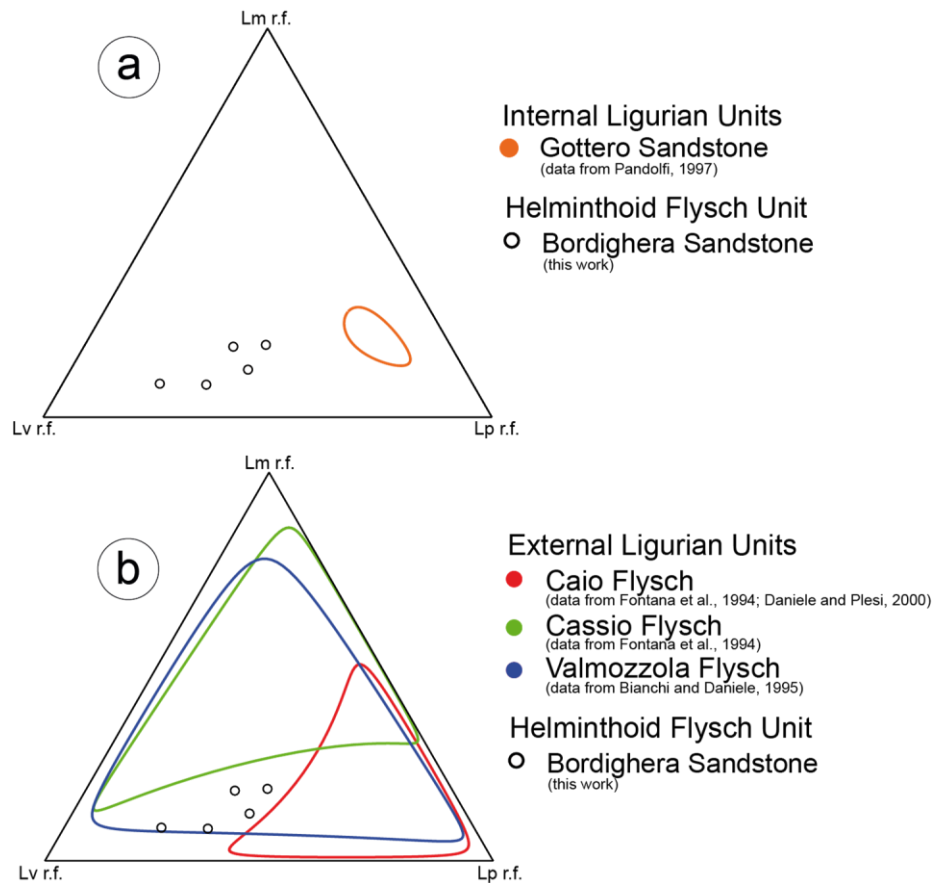 Lm r.f.
a
Internal Ligurian Units
Gottero Sandstone
(data from Pandolfi, 1997)
Helminthoid Flysch Unit
Bordighera Sandstone
(this work)
Lv r.f.
Lp r.f.
Lm r.f.
b
External Ligurian Units
Caio Flysch
(data from Fontana et al., 1994; Daniele and Plesi, 2000)
Cassio Flysch
(data from Fontana et al., 1994)
Valmozzola Flysch
(data from Bianchi and Daniele, 1995)
Helminthoid Flysch Unit
Bordighera Sandstone
(this work)
Lv r.f.
Lp r.f.